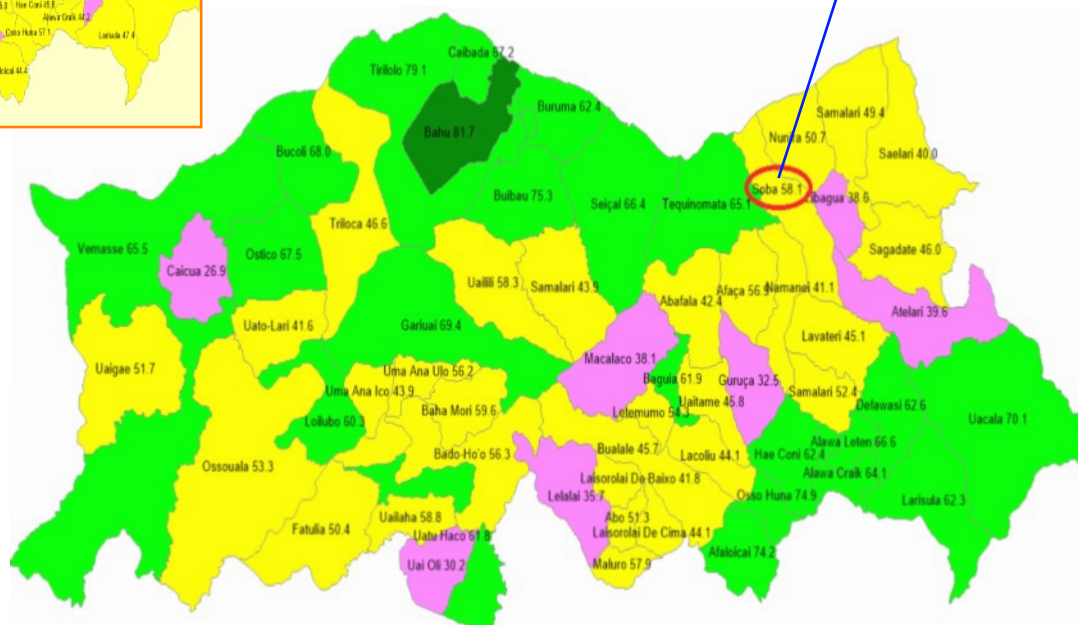 Hae Coni 49.8
Alawa Craik 44.2
Osso Huna 57.1
Larisula 47.4
Caibada 67.2
Tirilolo 79.1
Buruma 62.4
Samalari 49.4
Bahu 81.7
Nunira 50.7
Bucoli 68.0
Saelari 40.0
Soba 58.1
Buibau 75.3
Seiçal 66.4
Tequinomata 65.1
Libagua 38.6
Triloca 46.6
Vemasse 65.5
Ostico 67.5
Sagadate 46.0
Caicua 26.9
Uailili 58.3
Samalari 43.9
Afaça 56.9
Namanei 41.1
Abafala 42.4
Atelari 39.6
Uato-Lari 41.6
Gariuai 69.4
Lavateri 45.1
Macalaco 38.1
Uaigae 51.7
Uma Ana Ulo 56.2
Baguia 61.9
Guruça 32.5
Uma Ana Ico 43.9
Samalari 52.4
Uaitame 45.8
Defawasi 62.6
Baha Mori 59.6
Letemumo 54.3
Loilubo 60.3
Uacala 70.1
Alawa Leten 66.6
Bualale 45.7
Bado-Ho'o 56.3
Lacoliu 44.1
Hae Coni 62.4
Ossouala 53.3
Alawa Craik 64.1
Laisorolai De Baixo 41.8
Lelalai 35.7
Osso Huna 74.9
Larisula 62.3
Uailaha 58.8
Abo 51.3
Fatulia 50.4
Laisorolai De Cima 44.1
Uatu Haco 61.8
Afaloicai 74.2
Uai Oli 30.2
Maluro 57.9